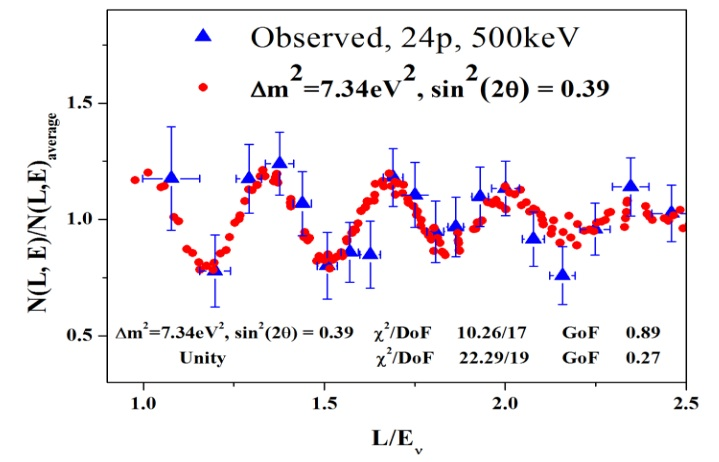 Observed, 24p, 500keV
Δm²=7.34eV², sin²(2θ) = 0.39
N(L, E)/N(L,E)average
1.5
1.0
0.5
Δm²=7.34eV², sin²(2θ) = 0.39 χ²/DoF 10.26/17 GoF 0.89
Unity χ²/DoF 22.29/19 GoF 0.27
1.0 1.5 2.0 2.5
L/Eν